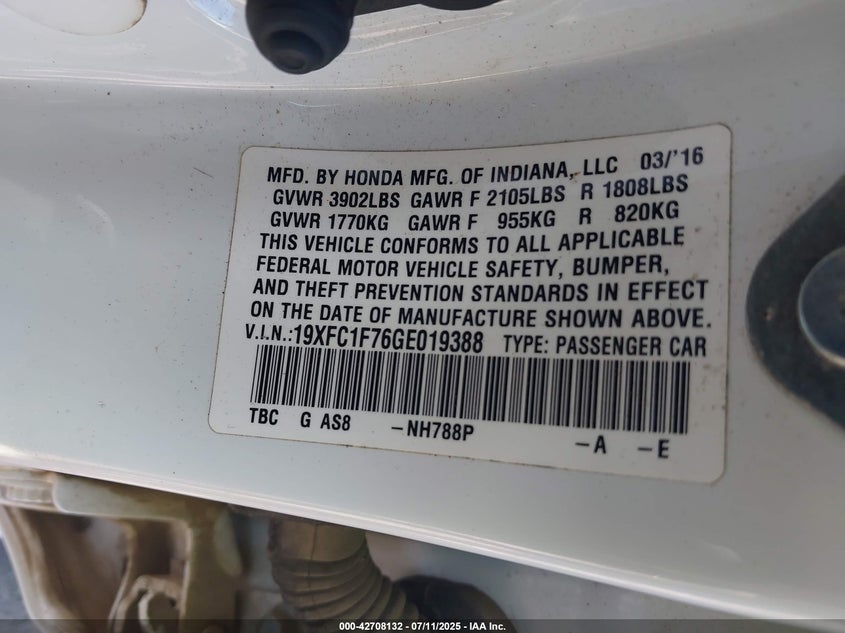 MFD. BY HONDA MFG. OF INDIANA, LLC 03/'16
GVWR 3902LBS GAWR F 2105LBS R 1808LBS
GVWR 1770KG GAWR F 955KG R 820KG
THIS VEHICLE CONFORMS TO ALL APPLICABLE
FEDERAL MOTOR VEHICLE SAFETY, BUMPER,
AND THEFT PREVENTION STANDARDS IN EFFECT
ON THE DATE OF MANUFACTURE SHOWN ABOVE.
V.I.N.:19XFC1F76GE019388 TYPE: PASSENGER CAR
TBC G AS8 -NH788P -A -E
000-42708132 - 07/11/2025 - IAA Inc.